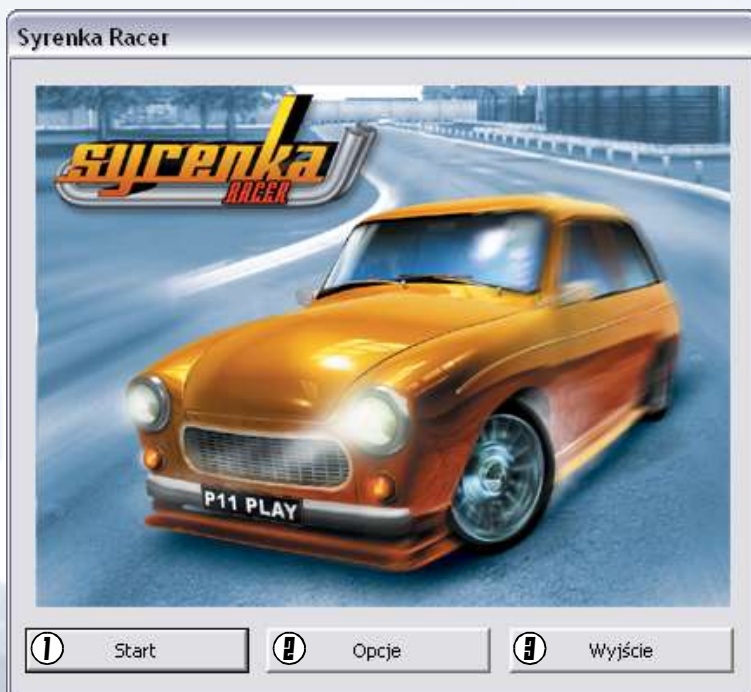 Syrenka Racer
syrenka
RACER
P11 PLAY
1 Start
2 Opcje
3 Wyjście